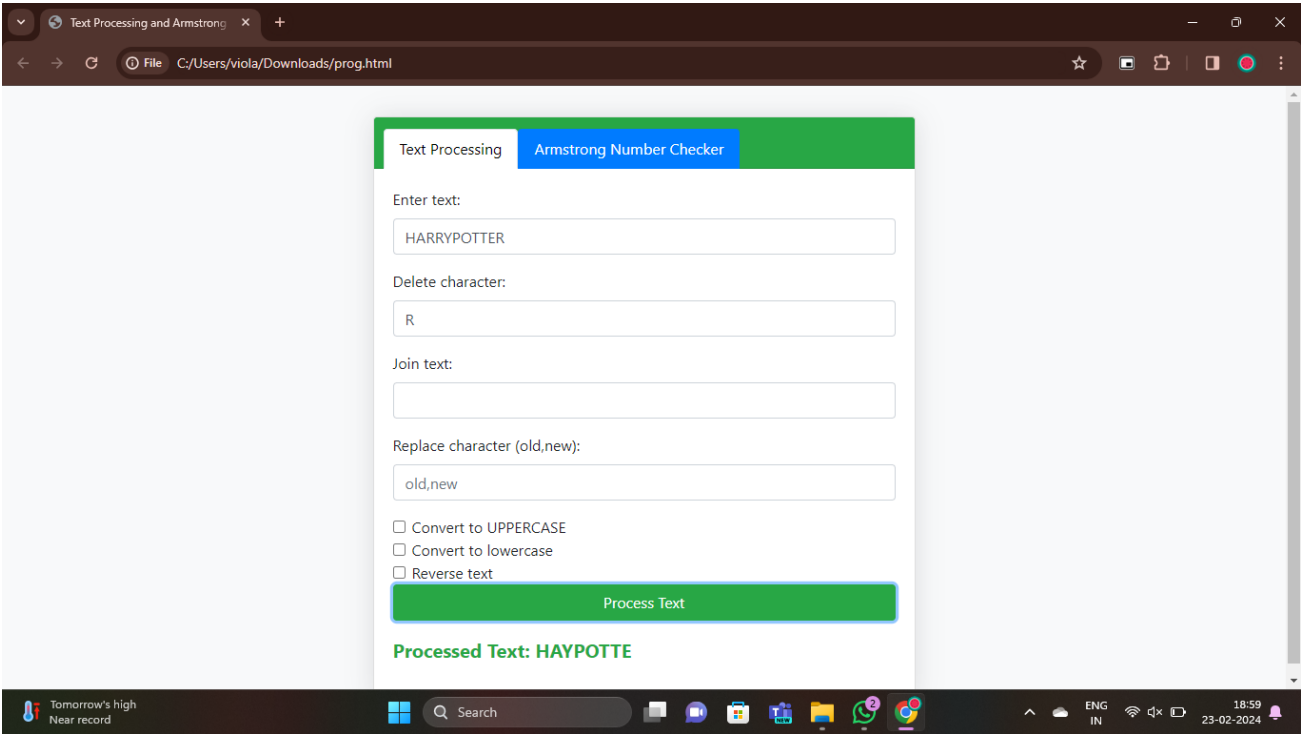 Text Processing and Armstrong
File C:/Users/viola/Downloads/prog.html
Text Processing Armstrong Number Checker
Enter text:
HARRYPOTTER
Delete character:
R
Join text:
Replace character (old,new):
old,new
Convert to UPPERCASE
Convert to lowercase
Reverse text
Process Text
Processed Text: HAYPOTTE
Tomorrow's high
Near record
Search
2
ENG
IN
18:59
23-02-2024